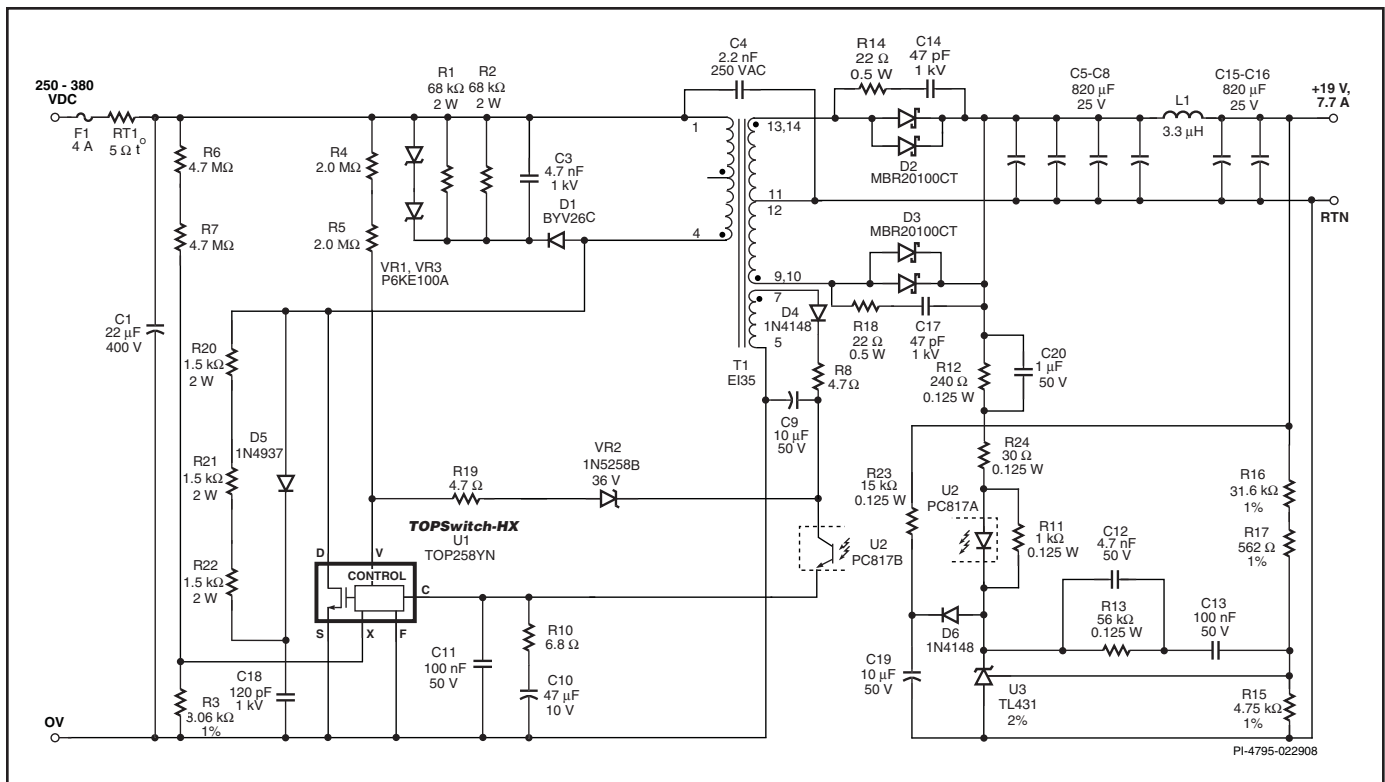 250 - 380
VDC
F1
4 A
RT1
5 Ω
t°
R6
4.7 MΩ
R7
4.7 MΩ
C1
22 µF
400 V
R4
2.0 MΩ
R5
2.0 MΩ
R1
68 kΩ
2 W
R2
68 kΩ
2 W
VR1, VR3
P6KE100A
C3
4.7 nF
1 kV
D1
BYV26C
C4
2.2 nF
250 VAC
1
4
13,14
11
12
9,10
7
5
T1
EI35
R14
22 Ω
0.5 W
C14
47 pF
1 kV
D2
MBR20100CT
D3
MBR20100CT
C5-C8
820 µF
25 V
L1
3.3 µH
C15-C16
820 µF
25 V
+19 V,
7.7 A
RTN
D4
1N4148
R8
4.7Ω
R18
22 Ω
0.5 W
C17
47 pF
1 kV
R12
240 Ω
0.125 W
C20
1 µF
50 V
C9
10 µF
50 V
R20
1.5 kΩ
2 W
D5
1N4937
R21
1.5 kΩ
2 W
R22
1.5 kΩ
2 W
C18
120 pF
1 kV
R3
3.06 kΩ
1%
R19
4.7 Ω
VR2
1N5258B
36 V
TOPSwitch-HX
U1
TOP258YN
D
V
CONTROL
C
S
X
F
U2
PC817B
R10
6.8 Ω
C11
100 nF
50 V
C10
47 µF
10 V
R24
30 Ω
0.125 W
R23
15 kΩ
0.125 W
U2
PC817A
R11
1 kΩ
0.125 W
C12
4.7 nF
50 V
R16
31.6 kΩ
1%
R17
562 Ω
1%
R13
56 kΩ
0.125 W
C13
100 nF
50 V
D6
1N4148
C19
10 µF
50 V
U3
TL431
2%
R15
4.75 kΩ
1%
OV
PI-4795-022908